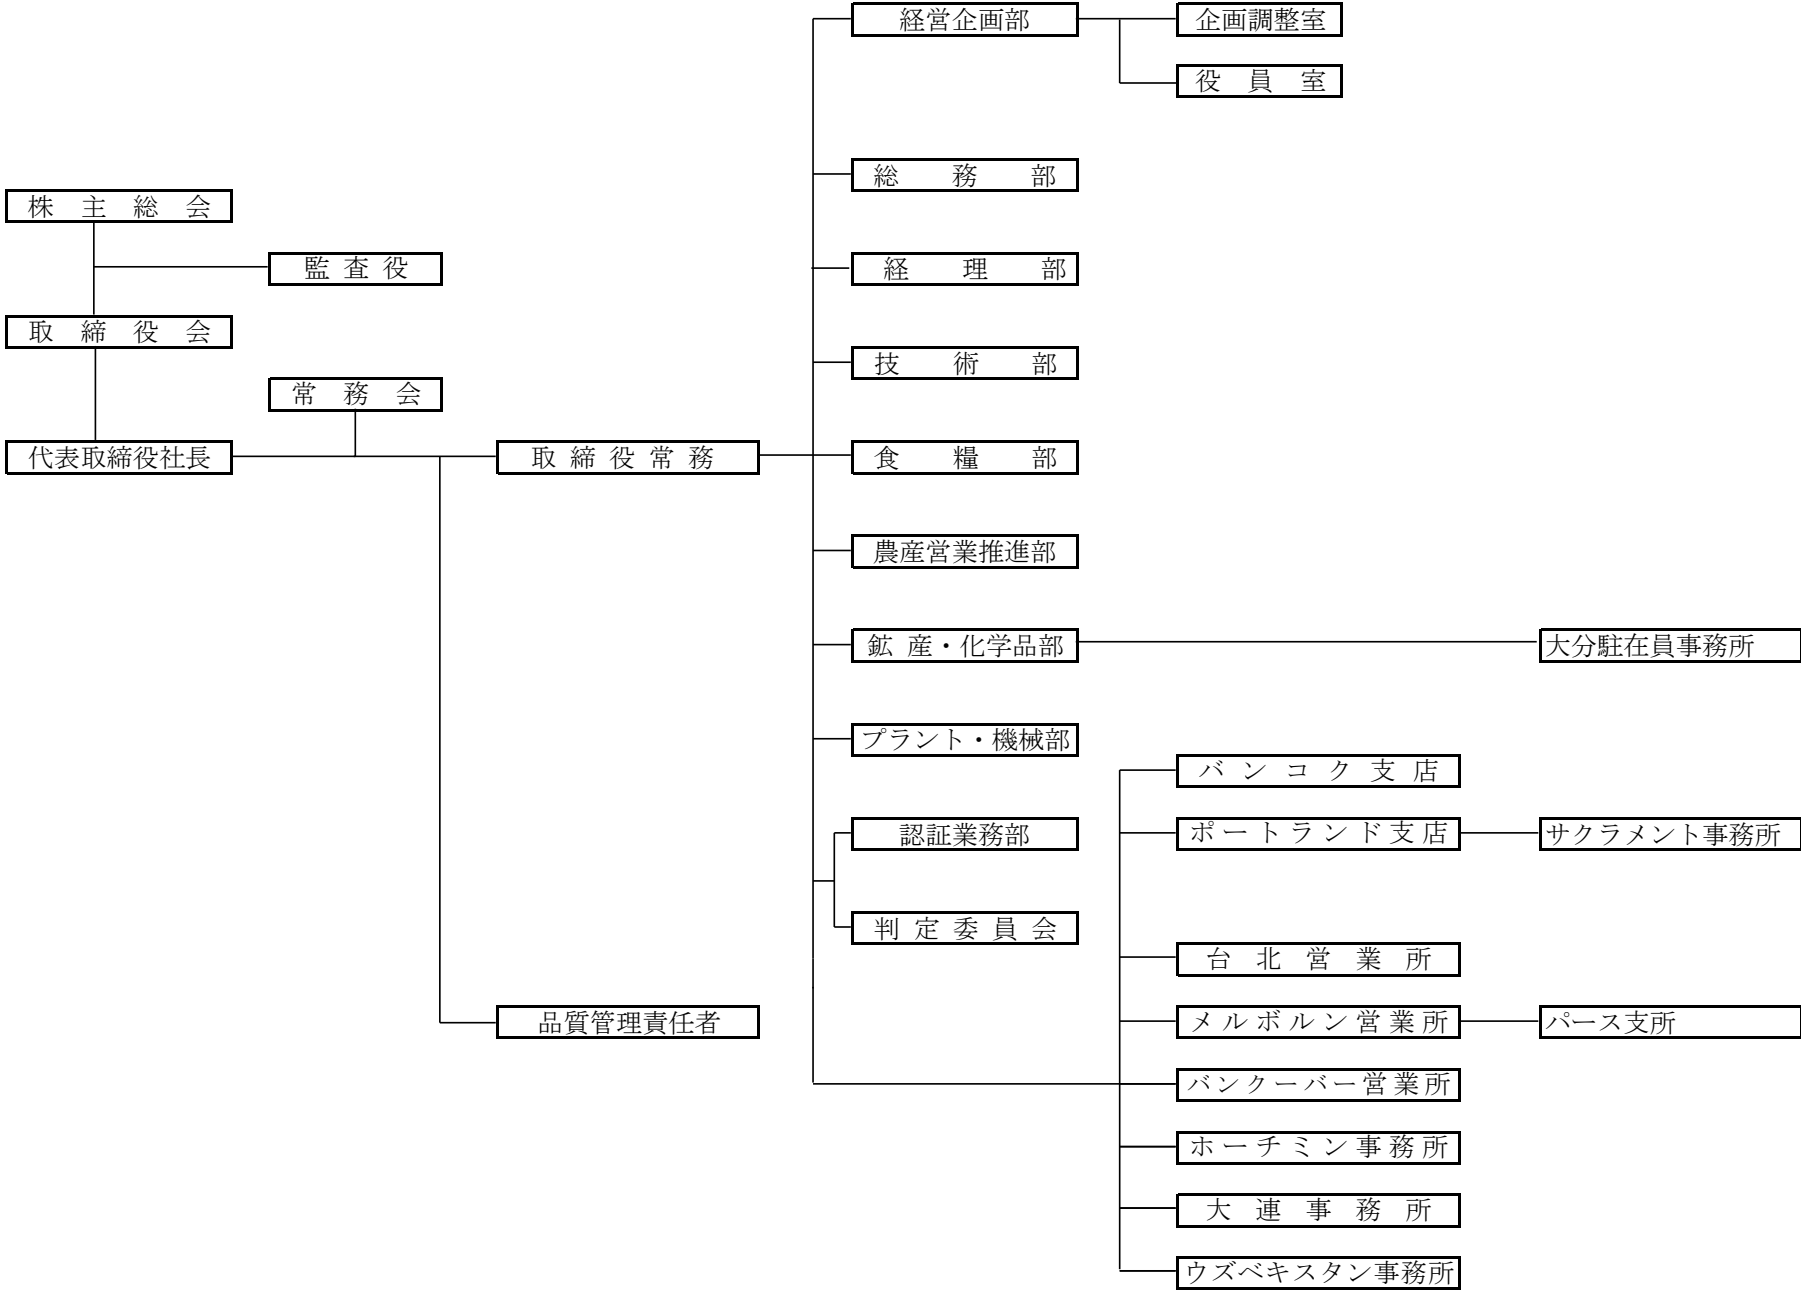 経営企画部
企画調整室
役員室
総務部
株主総会
監査役
経理部
取締役会
技術部
常務会
代表取締役社長
取締役常務
食糧部
農産営業推進部
鉱産・化学品部
大分駐在員事務所
プラント・機械部
バンコク支店
認証業務部
ポートランド支店
サクラメント事務所
判定委員会
台北営業所
品質管理責任者
メルボルン営業所
パース支所
バンクーバー営業所
ホーチミン事務所
大連事務所
ウズベキスタン事務所